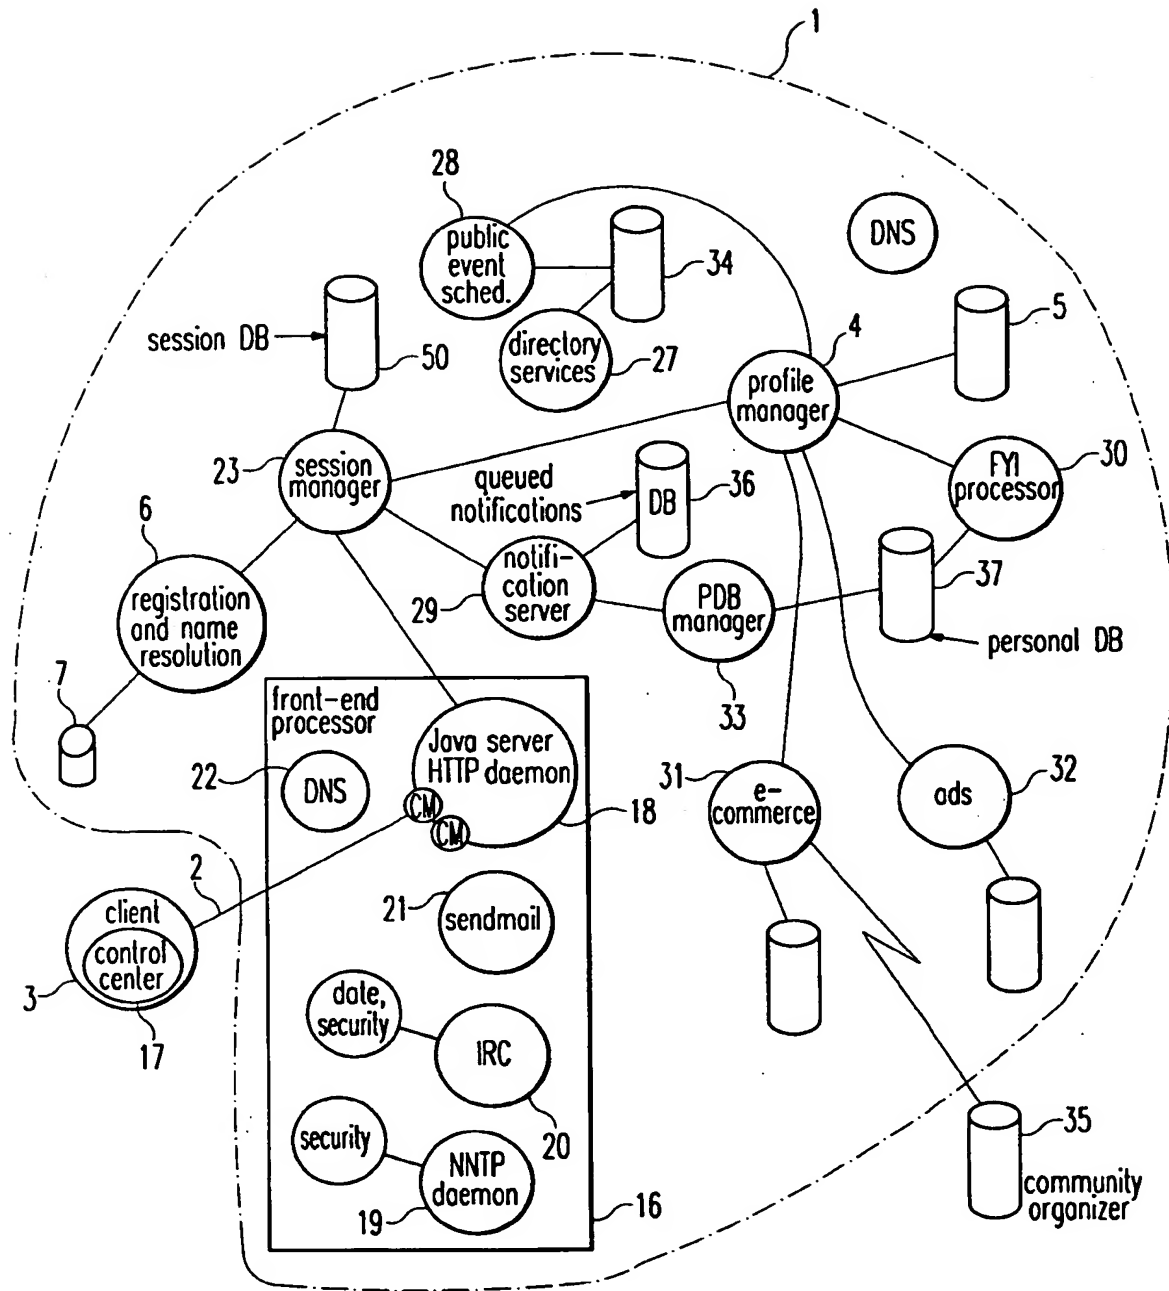 1
28
public
event
sched.
34
DNS
5
session DB
50
directory
services
27
4
profile
manager
23
session
manager
queued
notifications
DB
36
FYI
processor
30
6
registration
and name
resolution
notifi-
cation
server
29
PDB
manager
33
37
personal DB
7
front-end
processor
22
DNS
Java server
HTTP daemon
CM
CM
18
31
e-
commerce
ads
32
2
client
control
center
3
17
21
sendmail
date,
security
IRC
20
security
NNTP
daemon
19
16
35
community
organizer